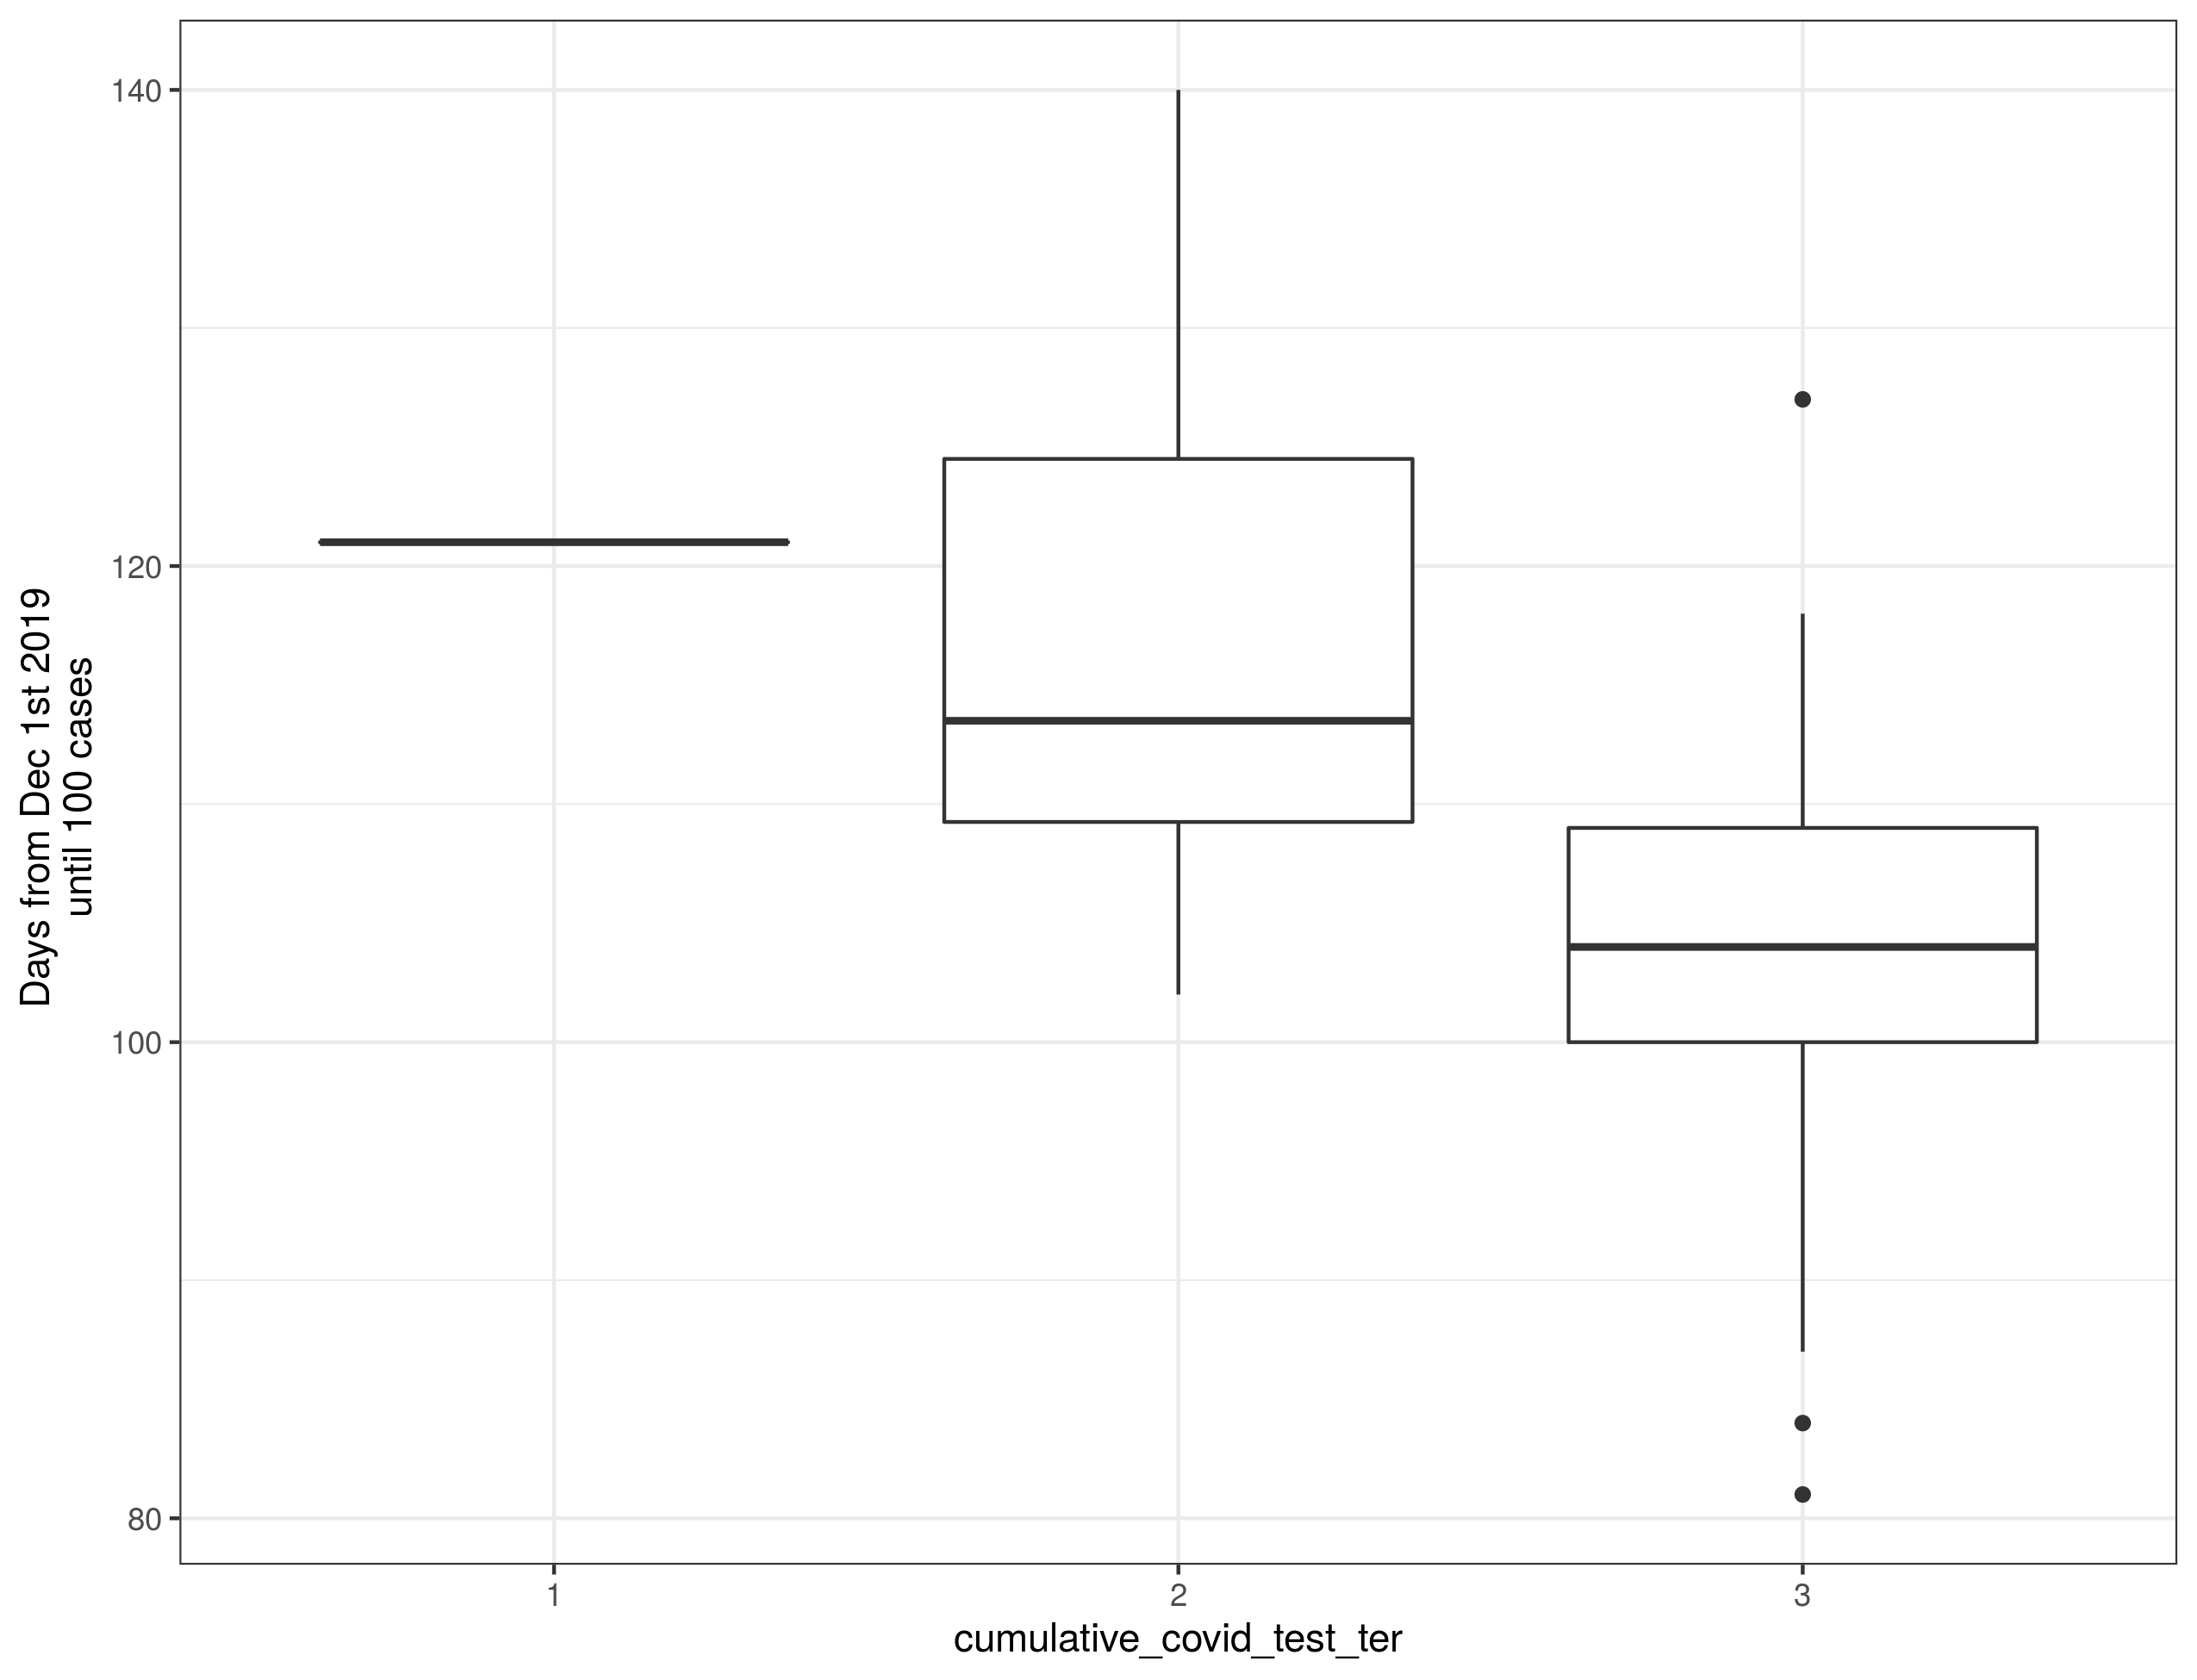 Days from Dec 1st 2019
until 100 cases
140
120
100
80
1
2
3
cumulative_covid_test_ter